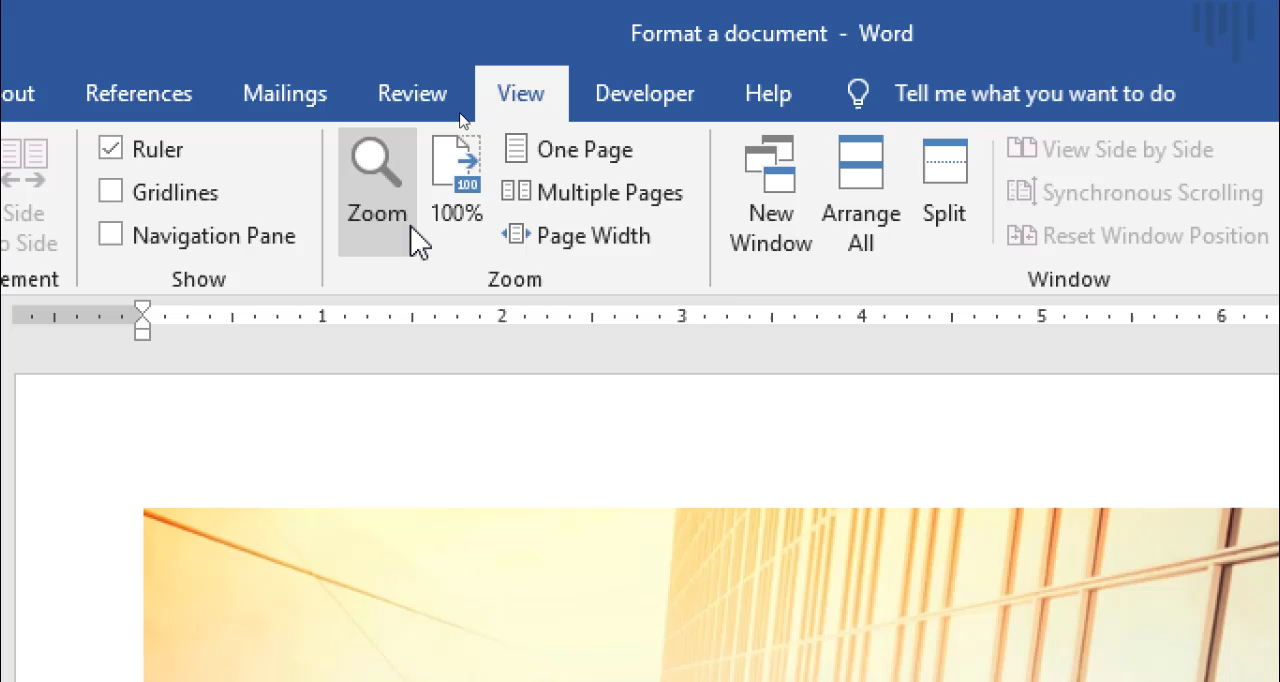 Format a document - Word
out References Mailings Review View Developer Help Tell me what you want to do
Side
o Side
ement
Ruler
Gridlines
Navigation Pane
Show
Zoom
100
100%
One Page
Multiple Pages
Page Width
Zoom
New
Window
Arrange
All
Split
View Side by Side
Synchronous Scrolling
Reset Window Position
Window
1 2 3 4 5 6